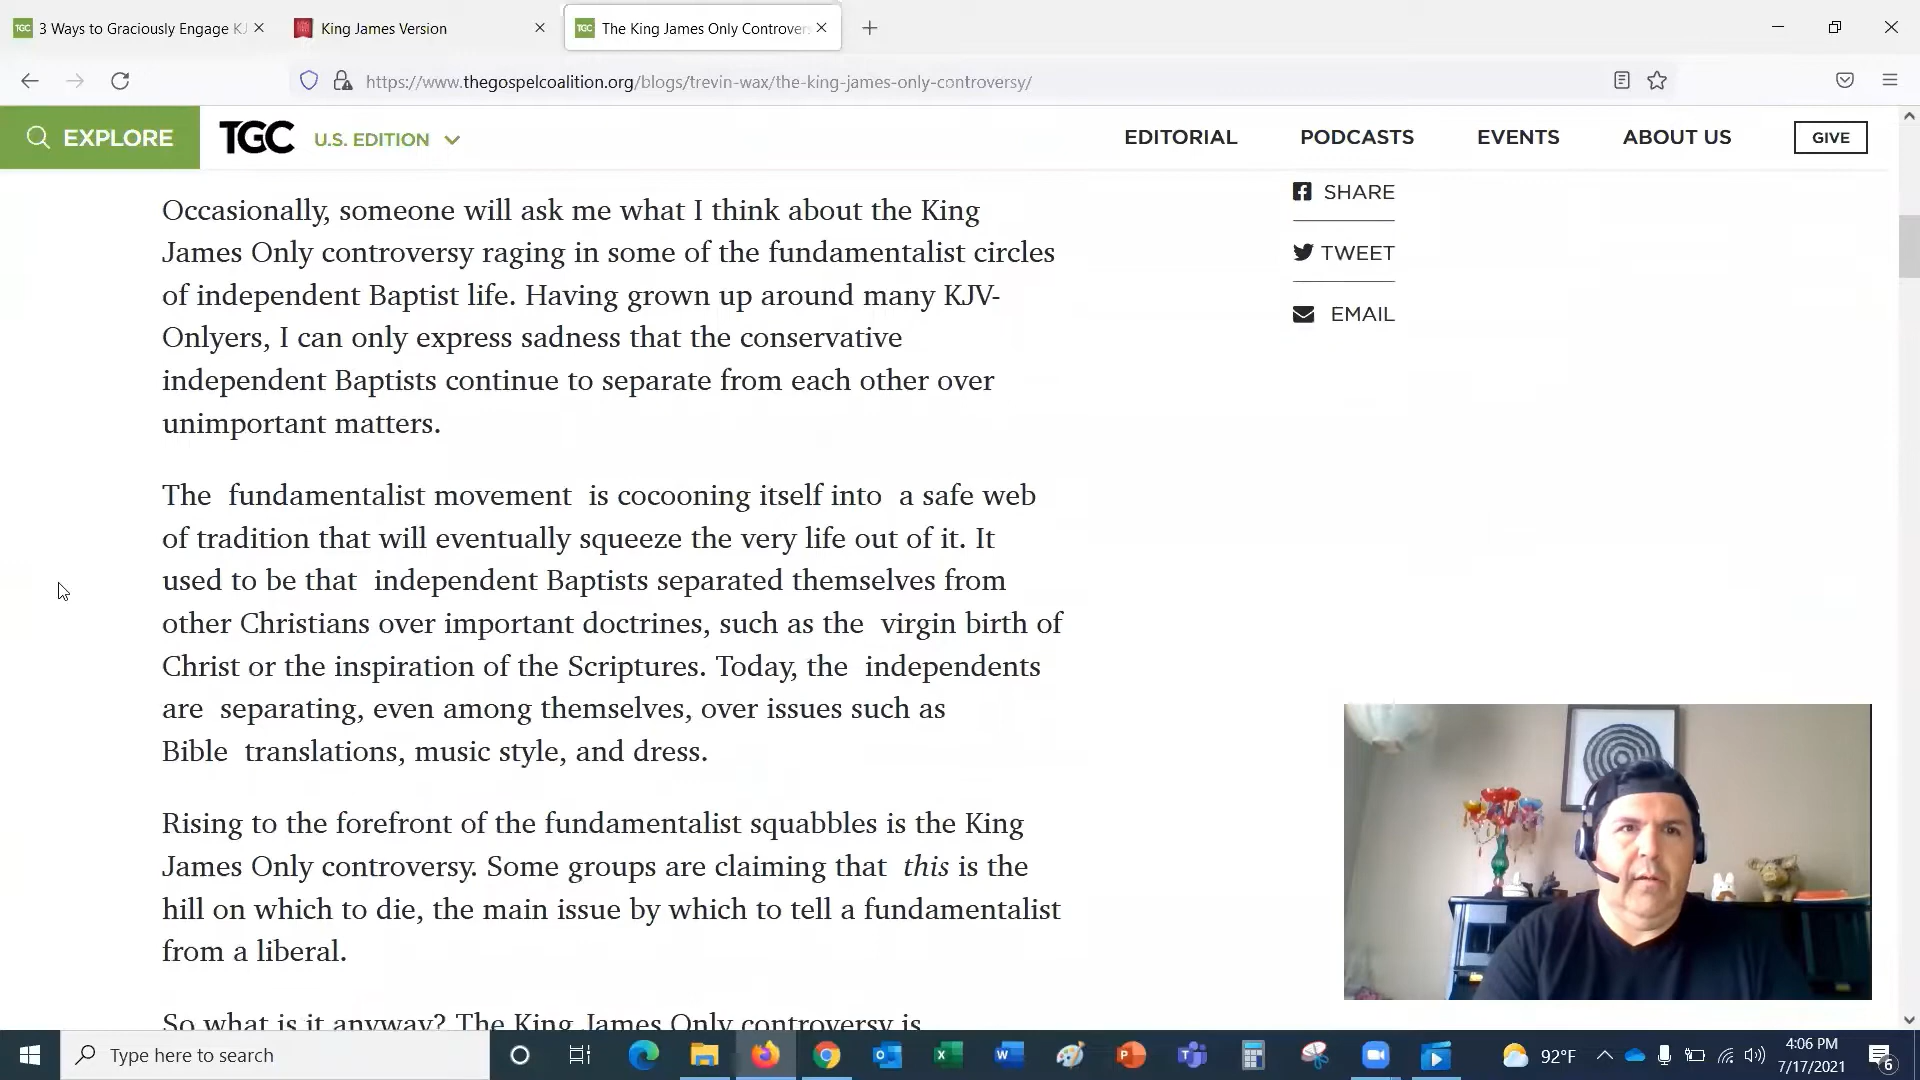 3 Ways to Graciously Engage KJ
King James Version
The King James Only Controver
https://www.thegospelcoalition.org/blogs/trevin-wax/the-king-james-only-controversy/
EXPLORE
TGC
U.S. EDITION
EDITORIAL
PODCASTS
EVENTS
ABOUT US
GIVE
Occasionally, someone will ask me what I think about the King
James Only controversy raging in some of the fundamentalist circles
of independent Baptist life. Having grown up around many KJV-
Onlyers, I can only express sadness that the conservative
independent Baptists continue to separate from each other over
unimportant matters.
SHARE
TWEET
EMAIL
The fundamentalist movement is cocooning itself into a safe web
of tradition that will eventually squeeze the very life out of it. It
used to be that independent Baptists separated themselves from
other Christians over important doctrines, such as the virgin birth of
Christ or the inspiration of the Scriptures. Today, the independents
are separating, even among themselves, over issues such as
Bible translations, music style, and dress.
Rising to the forefront of the fundamentalist squabbles is the King
James Only controversy. Some groups are claiming that this is the
hill on which to die, the main issue by which to tell a fundamentalist
from a liberal.
So what is it anyway? The King James Only controversy is
Type here to search
92°F
4:06 PM
7/17/2021
6